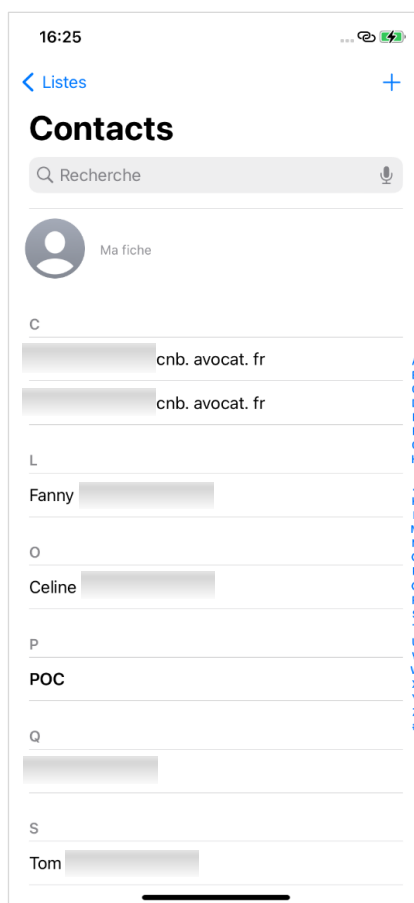 16:25
Listes
Contacts
Recherche
Ma fiche
C
cnb. avocat. fr
cnb. avocat. fr
L
Fanny
O
Celine
P
POC
Q
S
Tom